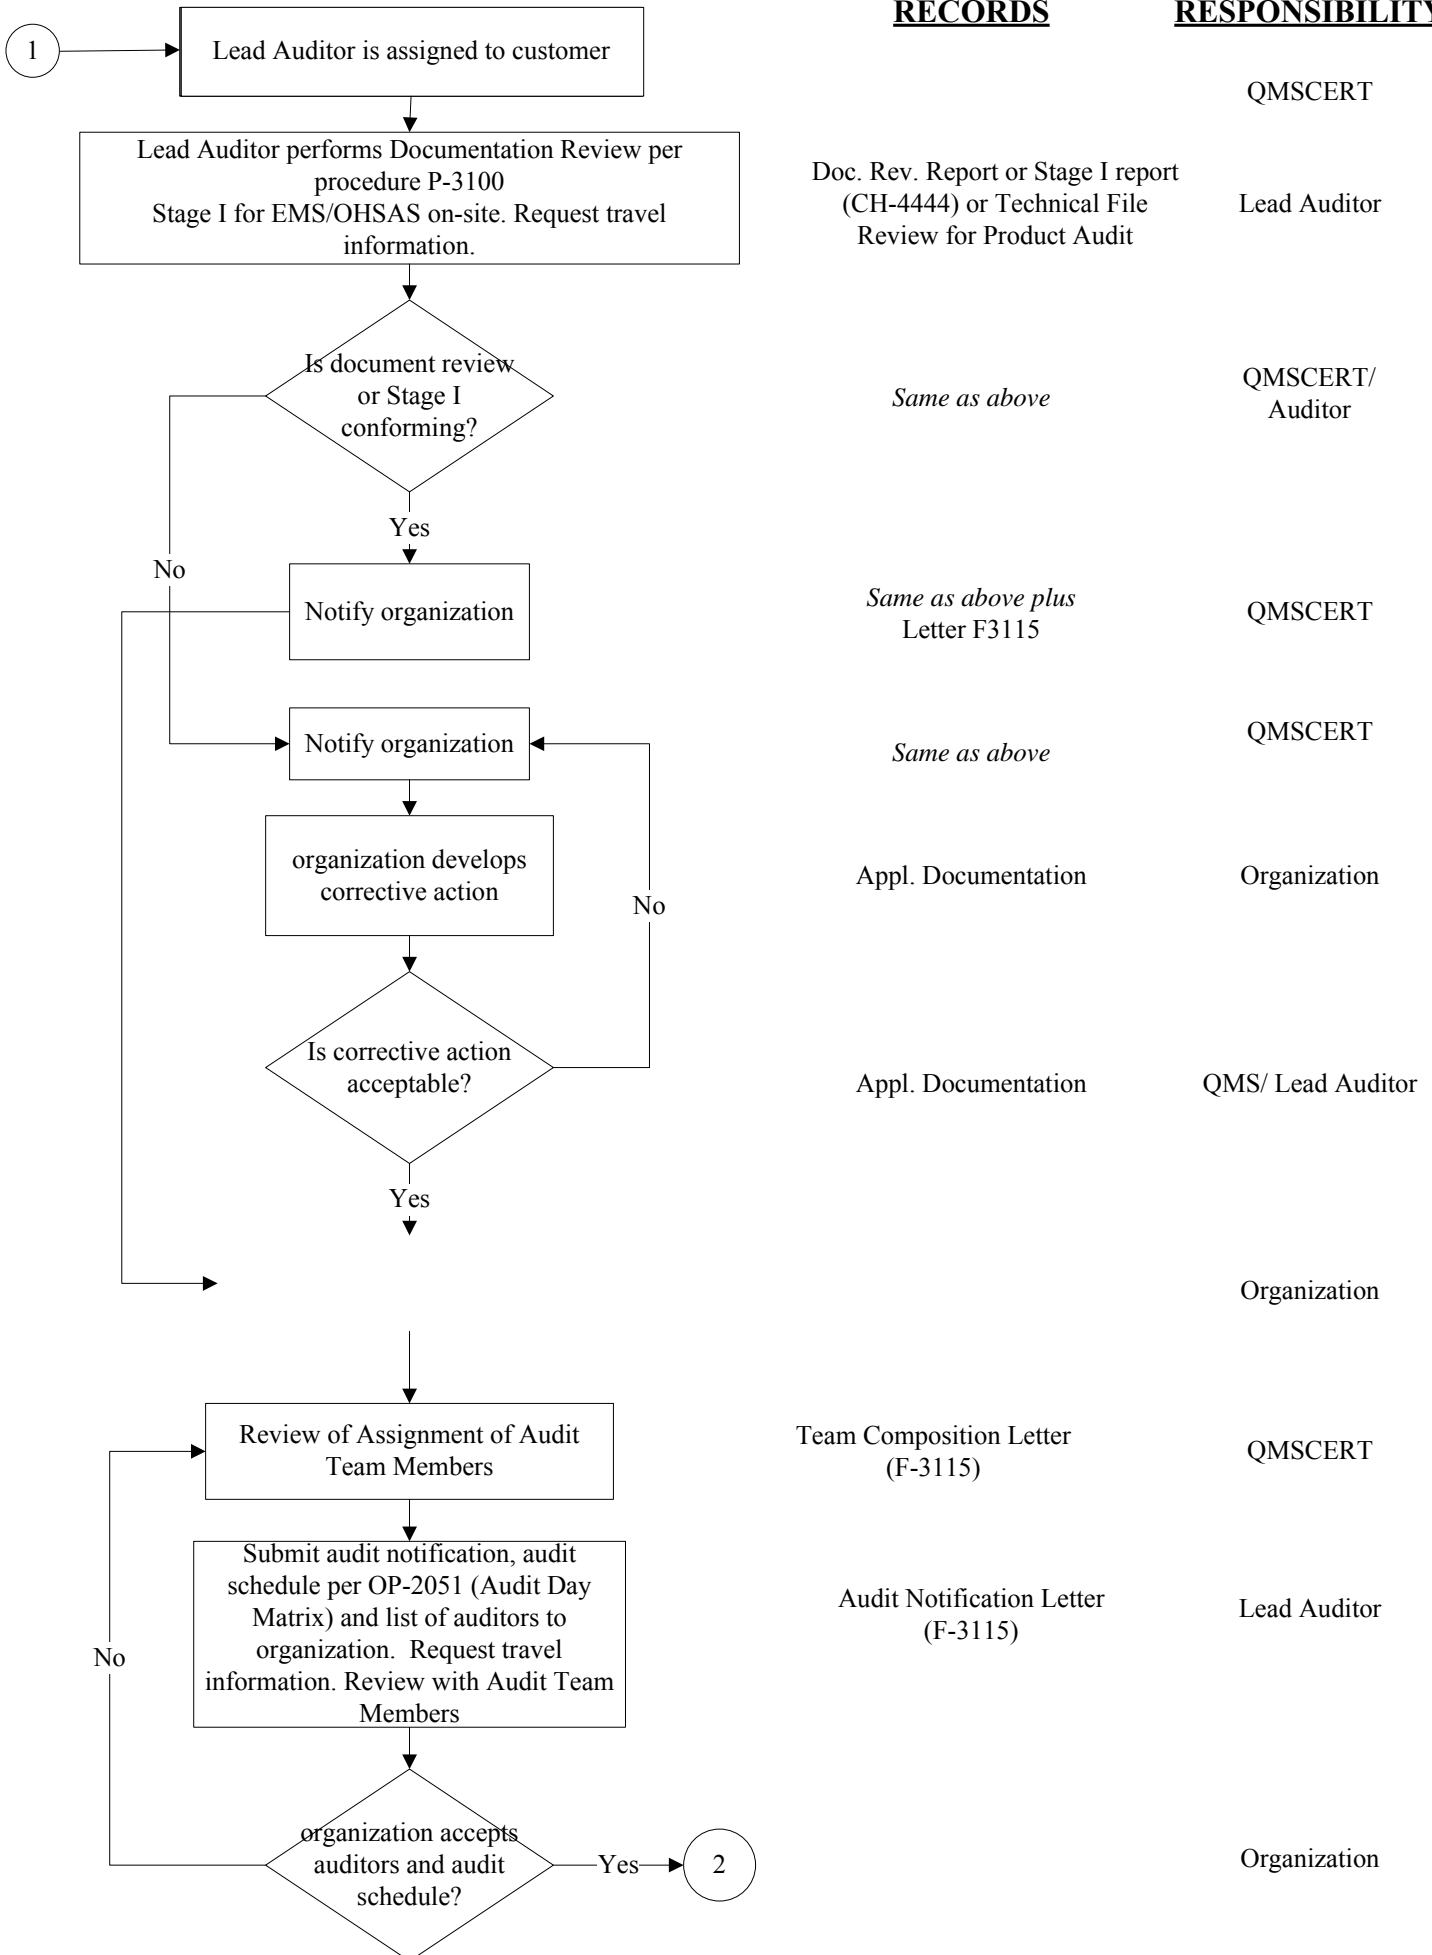 RECORDS
RESPONSIBILITY
1
Lead Auditor is assigned to customer
QMSCERT
Lead Auditor performs Documentation Review per
procedure P-3100
Stage I for EMS/OHSAS on-site. Request travel
information.
Doc. Rev. Report or Stage I report
(CH-4444) or Technical File
Review for Product Audit
Lead Auditor
Is document review
or Stage I
conforming?
Same as above
QMSCERT/
Auditor
Yes
No
Notify organization
Same as above plus
Letter F3115
QMSCERT
Notify organization
Same as above
QMSCERT
organization develops
corrective action
Appl. Documentation
Organization
No
Is corrective action
acceptable?
Appl. Documentation
QMS/ Lead Auditor
Yes
Organization
Review of Assignment of Audit
Team Members
Team Composition Letter
(F-3115)
QMSCERT
Submit audit notification, audit
schedule per OP-2051 (Audit Day
Matrix) and list of auditors to
organization.  Request travel
information. Review with Audit Team
Members
Audit Notification Letter
(F-3115)
Lead Auditor
No
organization accepts
auditors and audit
schedule?
Yes
2
Organization